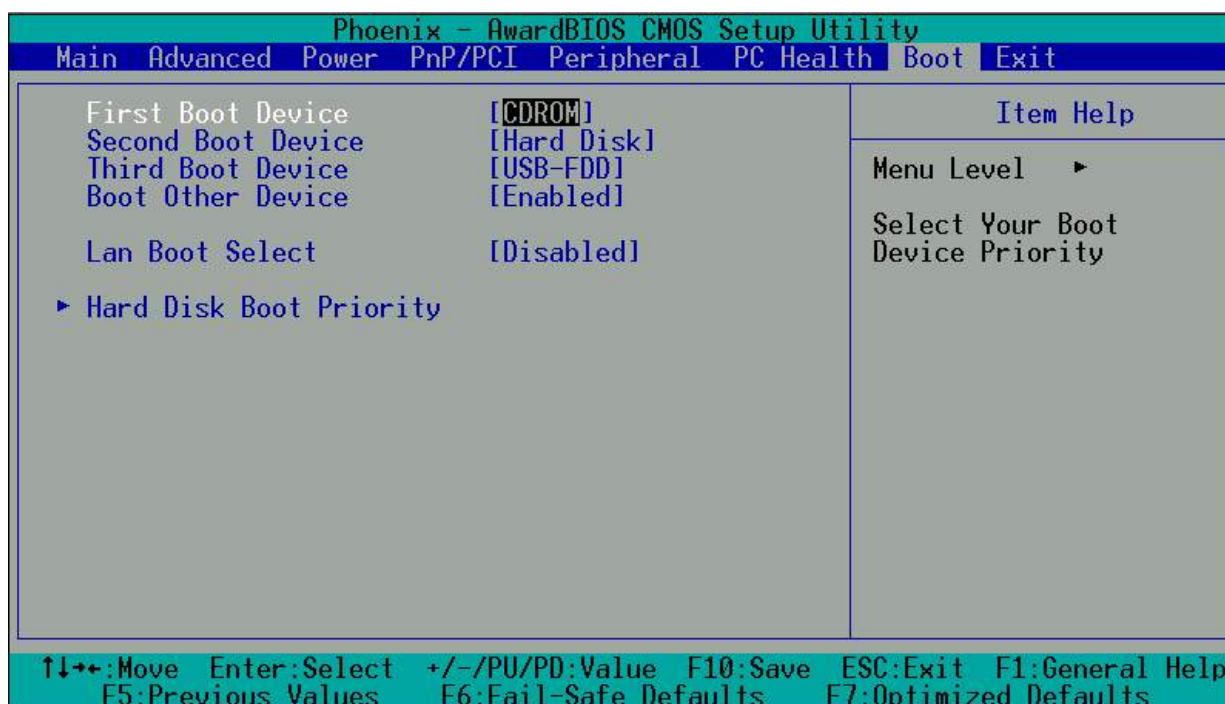 Phoenix - AwardBIOS CMOS Setup Utility
Main Advanced Power PnP/PCI Peripheral PC Health Boot Exit
First Boot Device [CDROM]
Second Boot Device [Hard Disk]
Third Boot Device [USB-FDD]
Boot Other Device [Enabled]
Lan Boot Select [Disabled]
► Hard Disk Boot Priority
Item Help
Menu Level ►
Select Your Boot
Device Priority
↑↓→←:Move Enter:Select +/-/PU/PD:Value F10:Save ESC:Exit F1:General Help
F5:Previous Values F6:Fail-Safe Defaults F7:Optimized Defaults